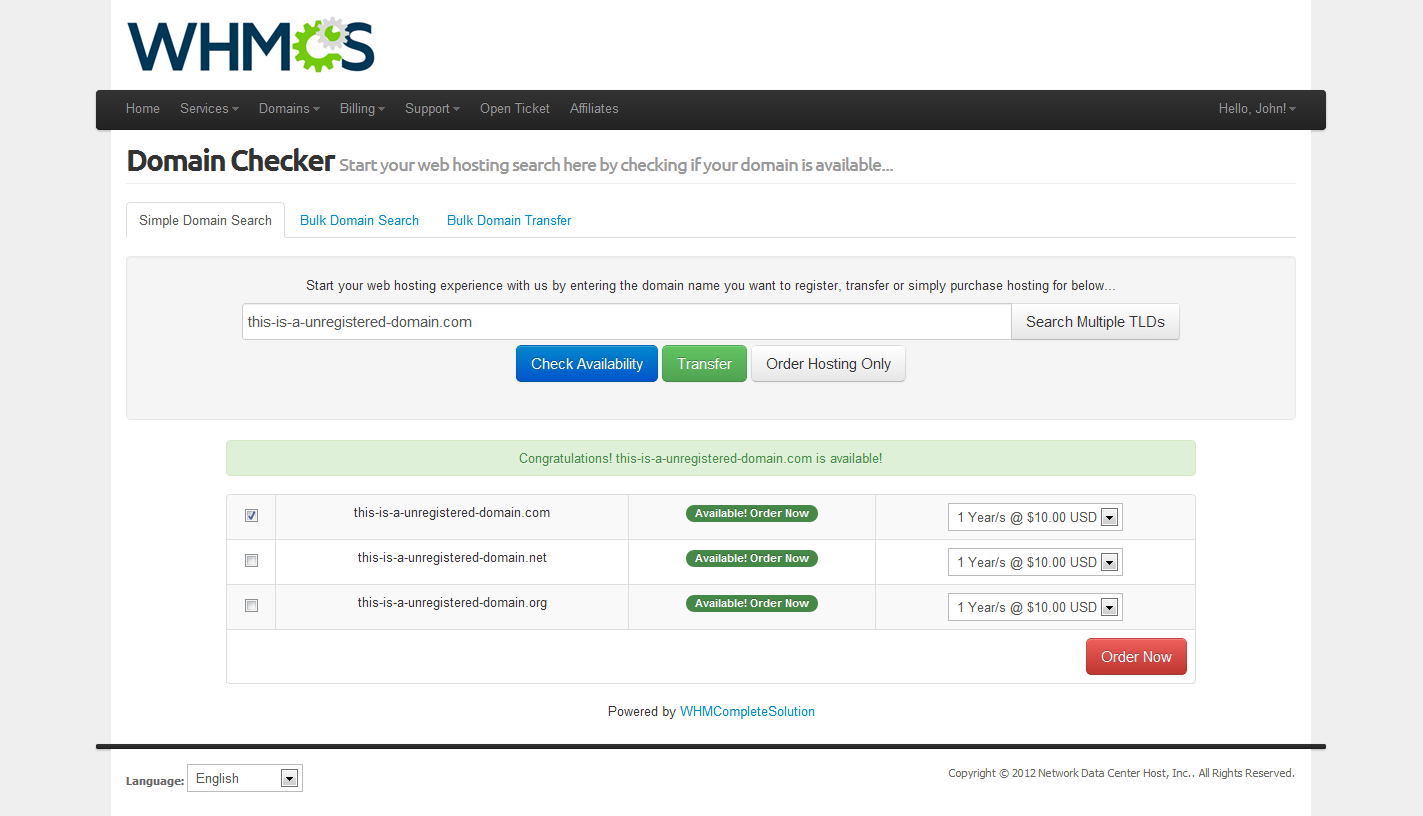 WHMCS
Home Services Domains Billing Support Open Ticket Affiliates Hello, John!
Domain Checker Start your web hosting search here by checking if your domain is available...
Simple Domain Search Bulk Domain Search Bulk Domain Transfer
Start your web hosting experience with us by entering the domain name you want to register, transfer or simply purchase hosting for below...
this-is-a-unregistered-domain.com Search Multiple TLDs
Check Availability Transfer Order Hosting Only
Congratulations! this-is-a-unregistered-domain.com is available!
this-is-a-unregistered-domain.com Available! Order Now 1 Year/s @ $10.00 USD
this-is-a-unregistered-domain.net Available! Order Now 1 Year/s @ $10.00 USD
this-is-a-unregistered-domain.org Available! Order Now 1 Year/s @ $10.00 USD
Order Now
Powered by WHMCompleteSolution
Language: English Copyright © 2012 Network Data Center Host, Inc.. All Rights Reserved.